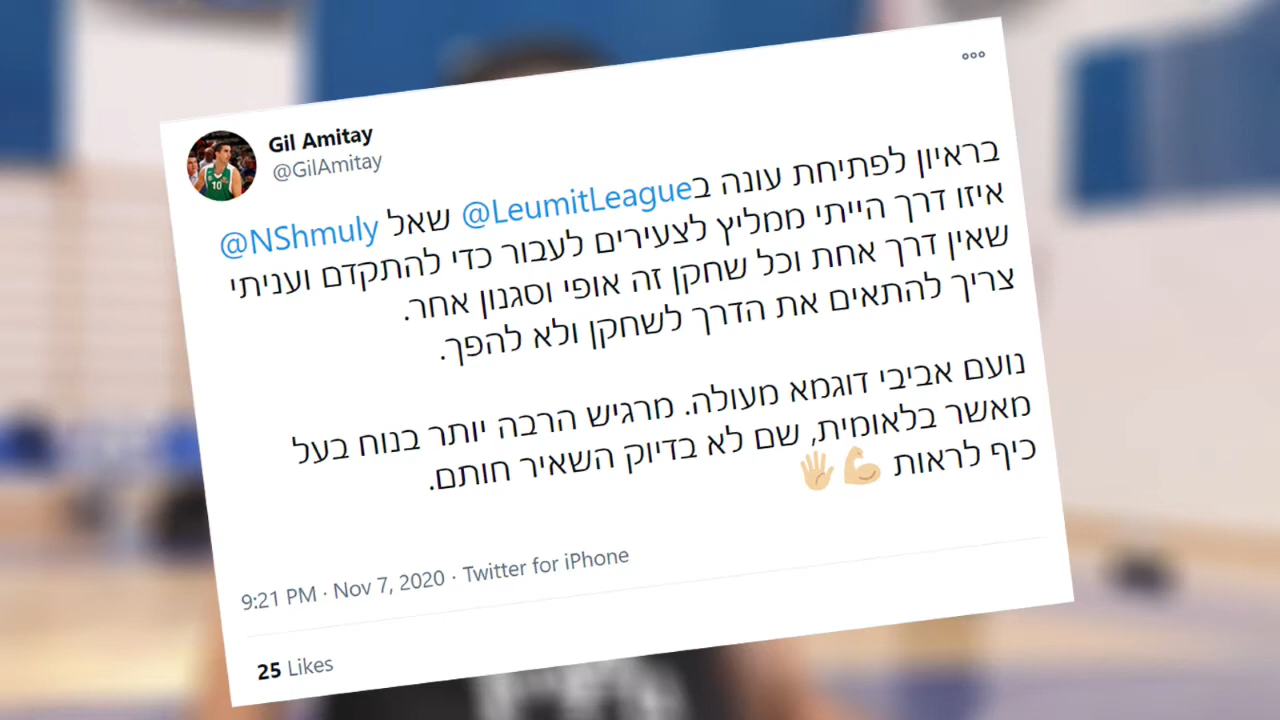 Gil Amitay
@GilAmitay
בראיון לפתיחת עונה ב@LeumitLeague שאל @NShmuly
איזו דרך הייתי ממליץ לצעירים לעבור כדי להתקדם ועניתי
שאין דרך אחת וכל שחקן זה אופי וסגנון אחר.
צריך להתאים את הדרך לשחקן ולא להפך.
נועם אביבי דוגמא מעולה. מרגיש הרבה יותר בנוח בעל
מאשר בלאומית, שם לא בדיוק השאיר חותם.
כיף לראות 💪🏼🖐🏼
9:21 PM · Nov 7, 2020 · Twitter for iPhone
25 Likes